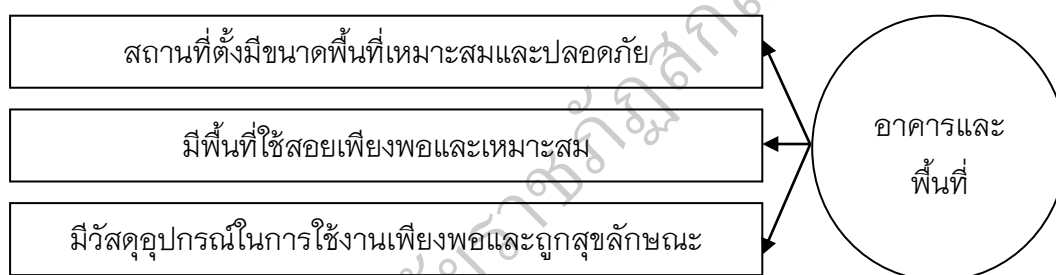 สถานที่ตั้งมีขนาดพื้นที่เหมาะสมและปลอดภัย
มีพื้นที่ใช้สอยเพียงพอและเหมาะสม
มีวัสดุอุปกรณ์ในการใช้งานเพียงพอและถูกสุขลักษณะ
อาคารและ
พื้นที่